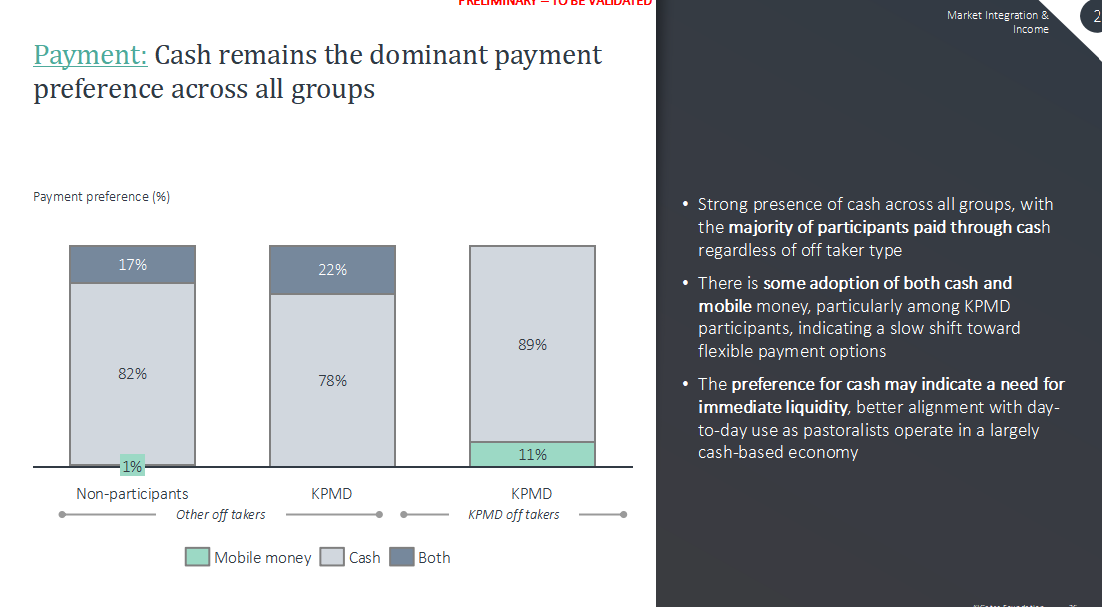 PRELIMINARY – TO BE VALIDATED
Market Integration &
Income
2
Payment: Cash remains the dominant payment
preference across all groups
Payment preference (%)
17%
82%
1%
22%
78%
89%
11%
Non-participants
KPMD
KPMD
Other off takers
KPMD off takers
Mobile money
Cash
Both
• Strong presence of cash across all groups, with
the majority of participants paid through cash
regardless of off taker type
• There is some adoption of both cash and
mobile money, particularly among KPMD
participants, indicating a slow shift toward
flexible payment options
• The preference for cash may indicate a need for
immediate liquidity, better alignment with day-
to-day use as pastoralists operate in a largely
cash-based economy